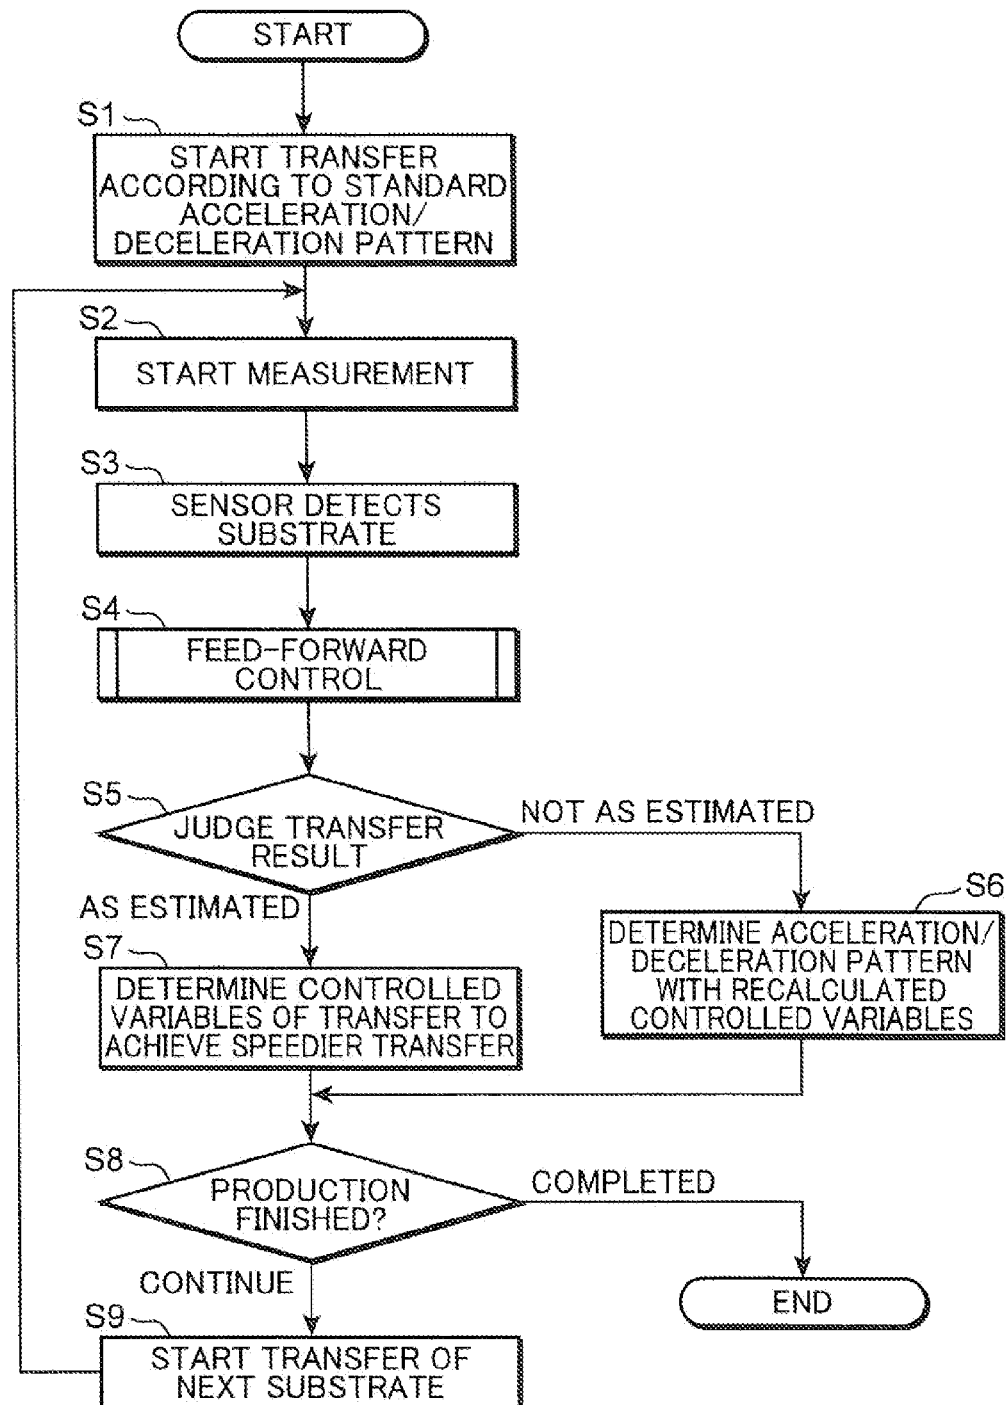 START
S1
START TRANSFER
ACCORDING TO STANDARD
ACCELERATION/
DECELERATION PATTERN
S2
START MEASUREMENT
S3
SENSOR DETECTS
SUBSTRATE
S4
FEED-FORWARD
CONTROL
S5
JUDGE TRANSFER
RESULT
NOT AS ESTIMATED
AS ESTIMATED
S6
DETERMINE ACCELERATION/
DECELERATION PATTERN
WITH RECALCULATED
CONTROLLED VARIABLES
S7
DETERMINE CONTROLLED
VARIABLES OF TRANSFER TO
ACHIEVE SPEEDIER TRANSFER
S8
PRODUCTION
FINISHED?
COMPLETED
CONTINUE
END
S9
START TRANSFER OF
NEXT SUBSTRATE